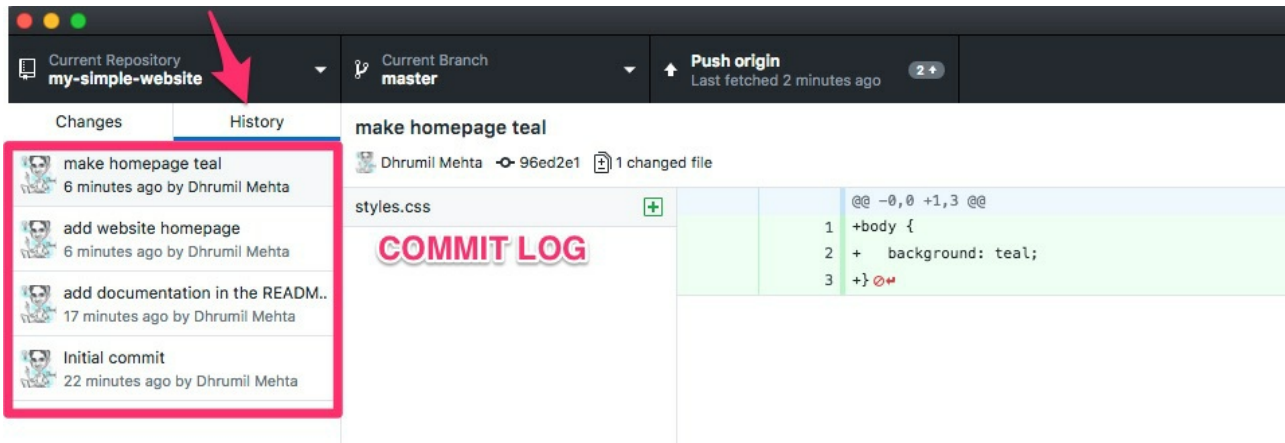 Current Repository
my-simple-website
Current Branch
master
Push origin
Last fetched 2 minutes ago
2
Changes
History
make homepage teal
6 minutes ago by Dhrumil Mehta
add website homepage
6 minutes ago by Dhrumil Mehta
add documentation in the READM..
17 minutes ago by Dhrumil Mehta
Initial commit
22 minutes ago by Dhrumil Mehta
make homepage teal
Dhrumil Mehta 96ed2e1 1 changed file
styles.css
COMMIT LOG
@@ -0,0 +1,3 @@
1 +body {
2 + background: teal;
3 +}